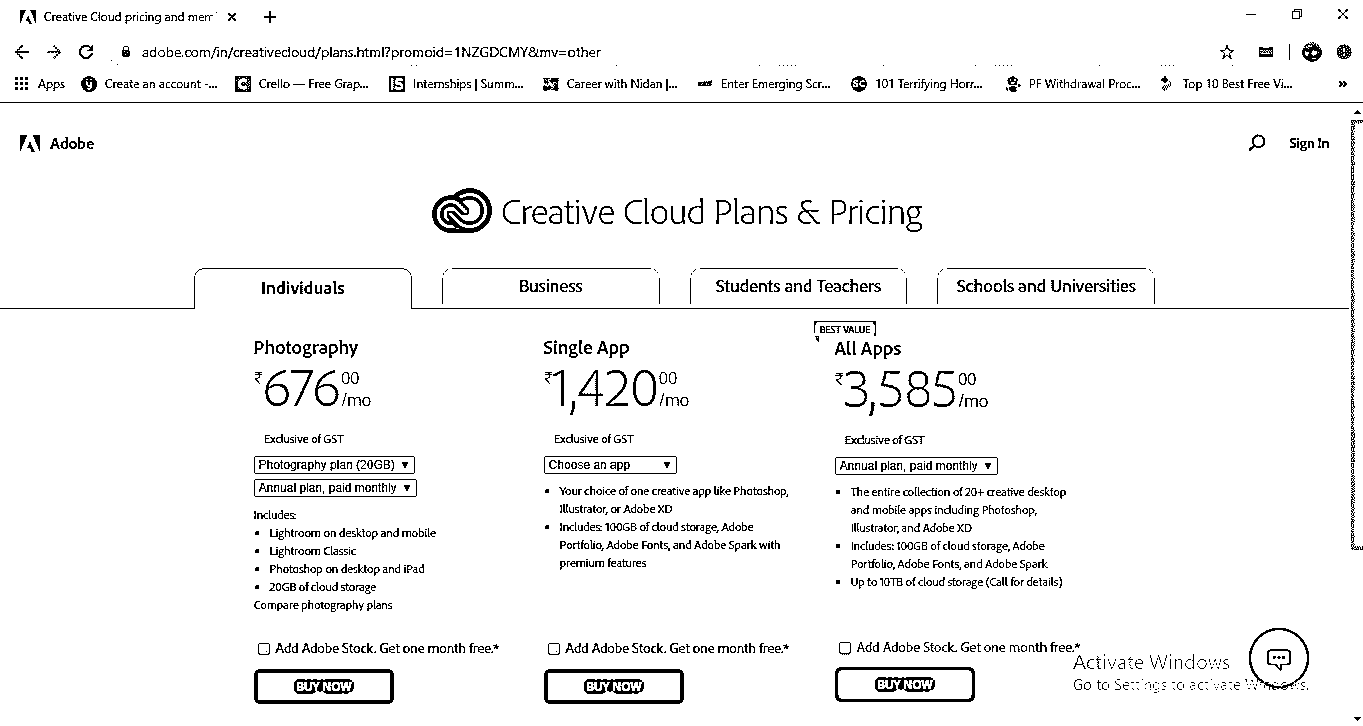 Creative Cloud pricing and mem
adobe.com/in/creativecloud/plans.html?promoid=1NZGDCMY&mv=other
Apps Create an account -... Crello — Free Grap... Internships | Summ... Career with Nidan |... Enter Emerging Scr... 101 Terrifying Horr... PF Withdrawal Proc... Top 10 Best Free Vi... »
Adobe Sign In
Creative Cloud Plans & Pricing
Individuals Business Students and Teachers Schools and Universities
Photography
₹676.00/mo
Exclusive of GST
Photography plan (20GB)
Annual plan, paid monthly
Includes:
• Lightroom on desktop and mobile
• Lightroom Classic
• Photoshop on desktop and iPad
• 20GB of cloud storage
Compare photography plans
Add Adobe Stock. Get one month free.*
BUY NOW
Single App
₹1,420.00/mo
Exclusive of GST
Choose an app
• Your choice of one creative app like Photoshop,
Illustrator, or Adobe XD
• Includes: 100GB of cloud storage, Adobe
Portfolio, Adobe Fonts, and Adobe Spark with
premium features
Add Adobe Stock. Get one month free.*
BUY NOW
BEST VALUE
All Apps
₹3,585.00/mo
Exclusive of GST
Annual plan, paid monthly
• The entire collection of 20+ creative desktop
and mobile apps including Photoshop,
Illustrator, and Adobe XD
• Includes: 100GB of cloud storage, Adobe
Portfolio, Adobe Fonts, and Adobe Spark
• Up to 10TB of cloud storage (Call for details)
Add Adobe Stock. Get one month free.*
BUY NOW
Activate Windows
Go to Settings to activate Windows.